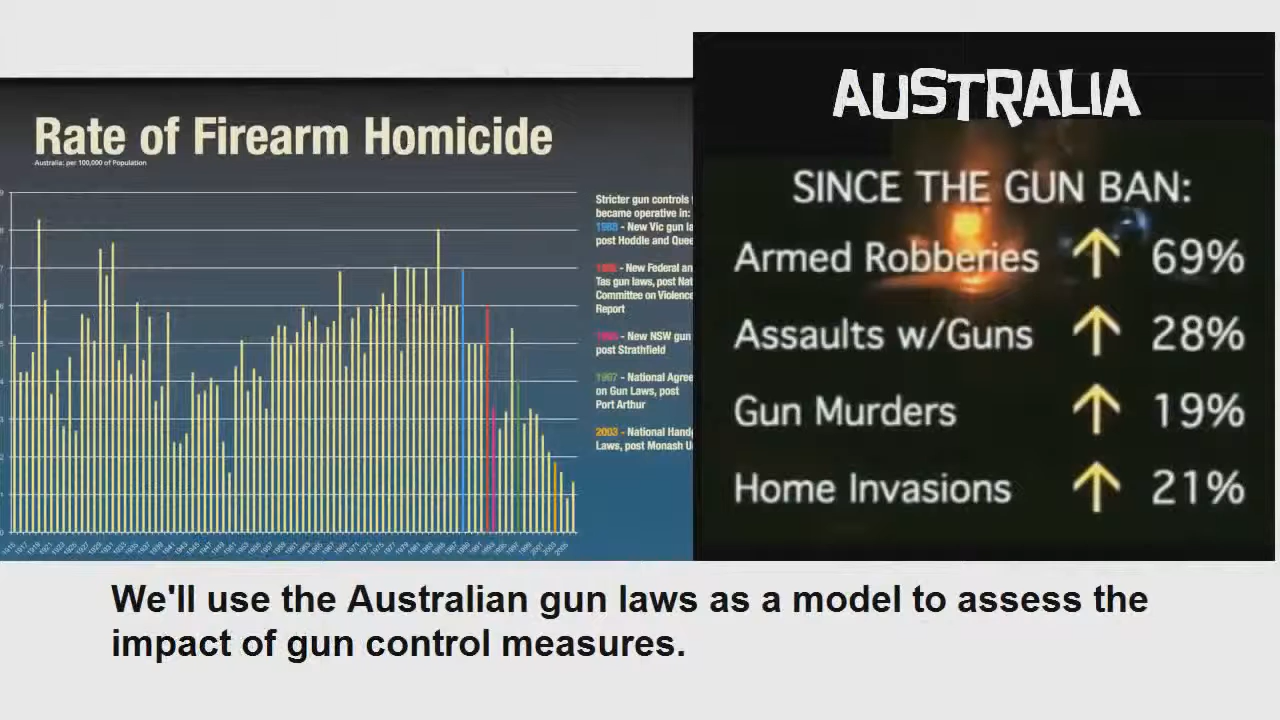 Rate of Firearm Homicide
Australia: per 100,000 of Population
Stricter gun controls
became operative in:
1988 - New Vic gun la
post Hoddle and Que
- New Federal an
Tas gun laws, post Nat
Committee on Violence
Report
- New NSW gun
post Strathfield
1997 - National Agree
on Gun Laws, post
Port Arthur
2003 - National Hand
Laws, post Monash U
AUSTRALIA
SINCE THE GUN BAN:
Armed Robberies ↑ 69%
Assaults w/Guns ↑ 28%
Gun Murders ↑ 19%
Home Invasions ↑ 21%
We'll use the Australian gun laws as a model to assess the
impact of gun control measures.